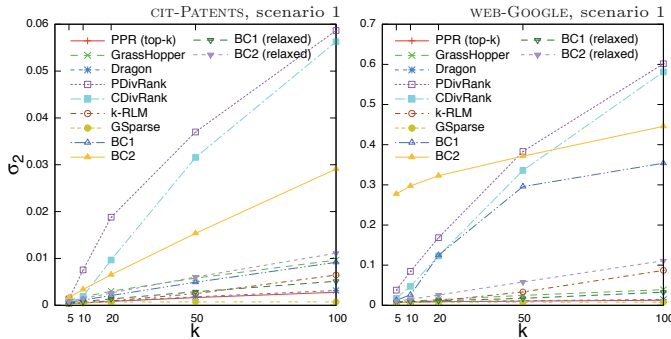 CIT-PATENTS, scenario 1
0.06
0.05
0.04
0.03
0.02
0.01
0
σ2
5 10 20 50 100
k
PPR (top-k)
GrassHopper
Dragon
PDivRank
CDivRank
k-RLM
GSparse
BC1
BC2
BC1 (relaxed)
BC2 (relaxed)
WEB-GOOGLE, scenario 1
0.7
0.6
0.5
0.4
0.3
0.2
0.1
0
5 10 20 50 100
k
PPR (top-k)
GrassHopper
Dragon
PDivRank
CDivRank
k-RLM
GSparse
BC1
BC2
BC1 (relaxed)
BC2 (relaxed)